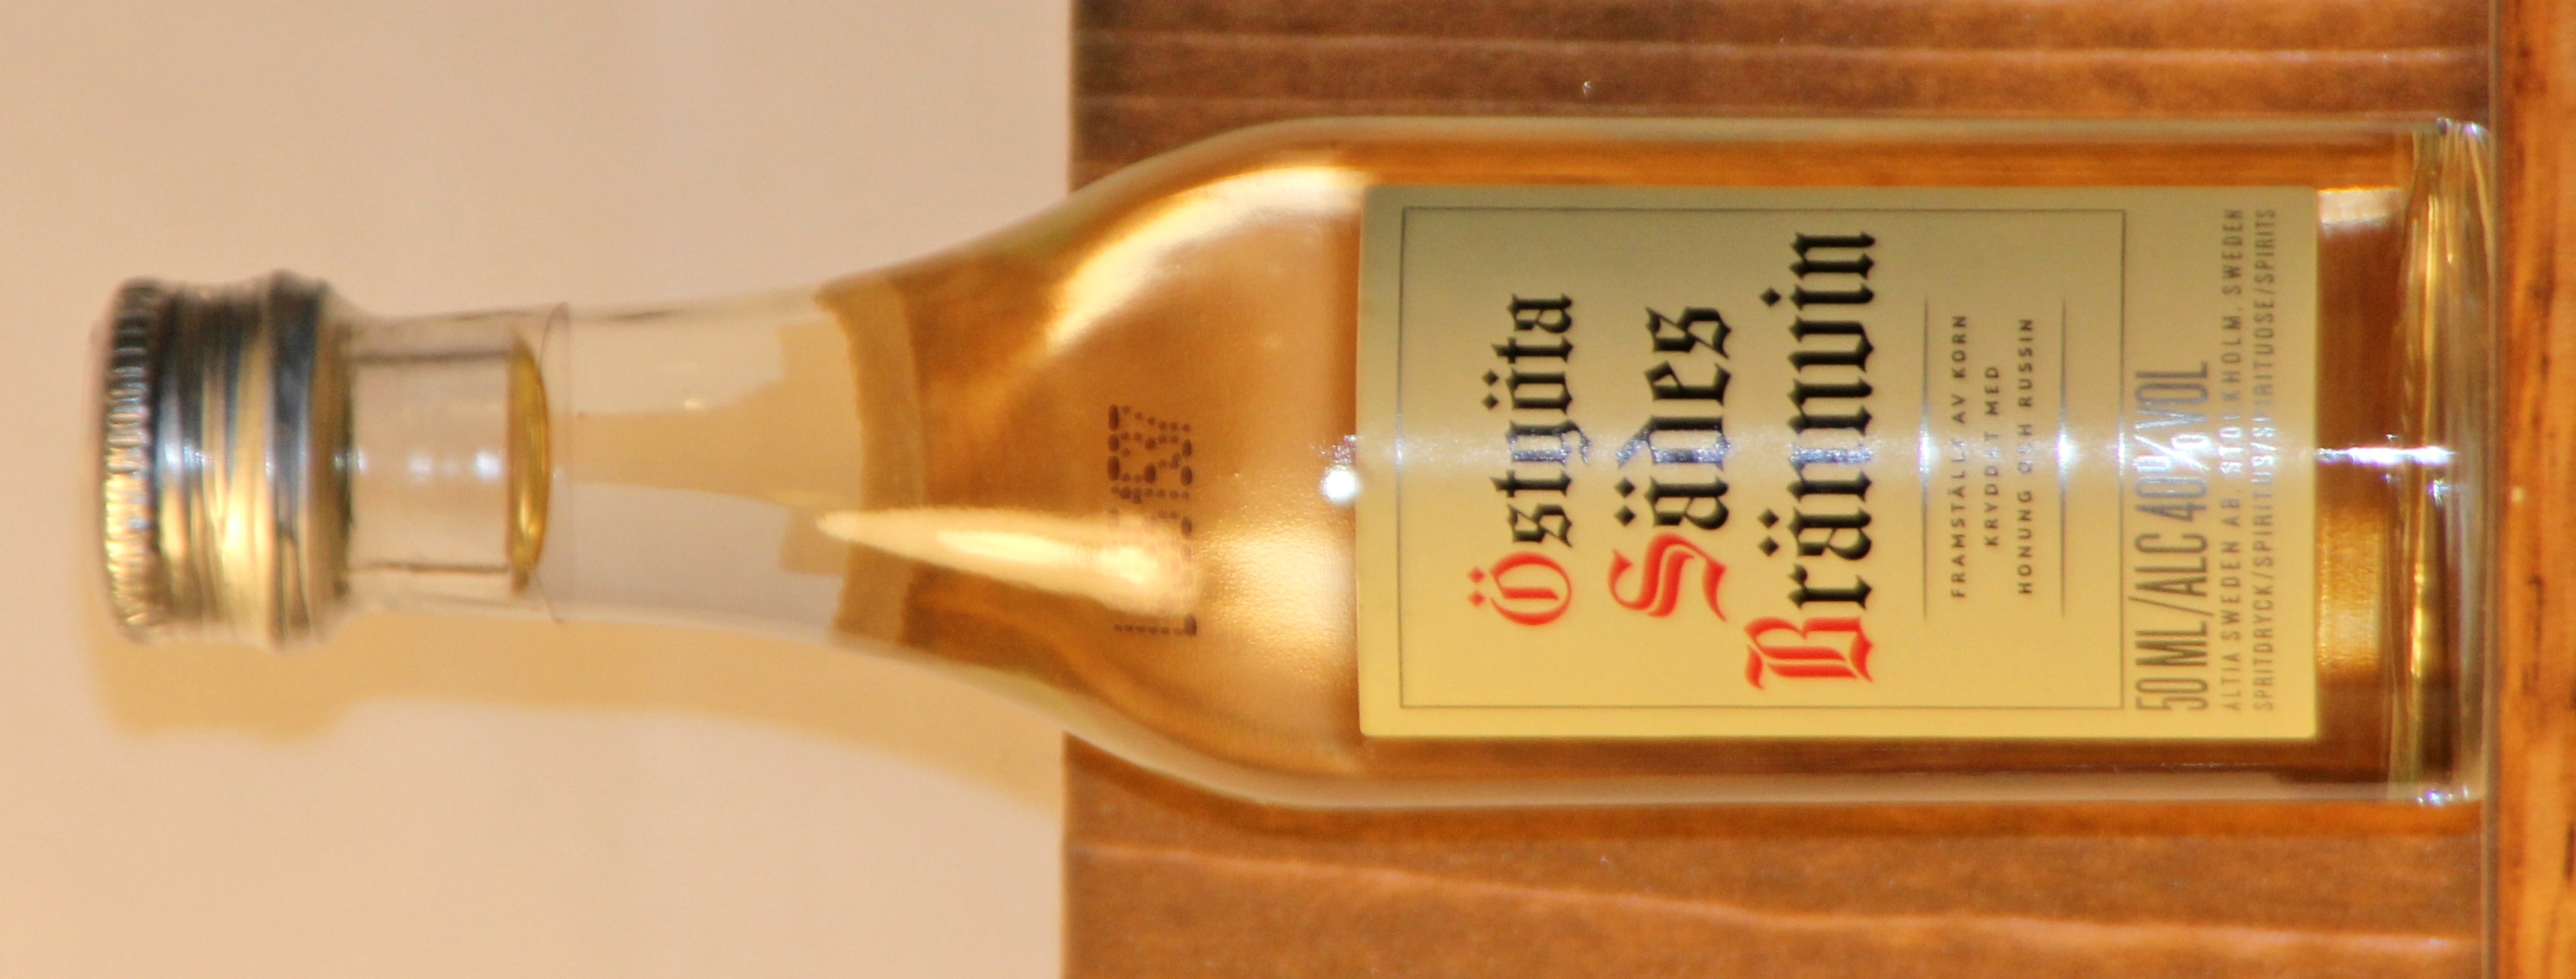 Östgöta
Sädes
Brännvin
FRAMSTÄLLT AV KORN
KRYDDAT MED
HONUNG OCH RUSSIN
50 ML/ALC 40%VOL
ALTIA SWEDEN AB, STOCKHOLM, SWEDEN
SPRITDRYCK/SPIRITUS/SPIRITUOSE/SPIRITS